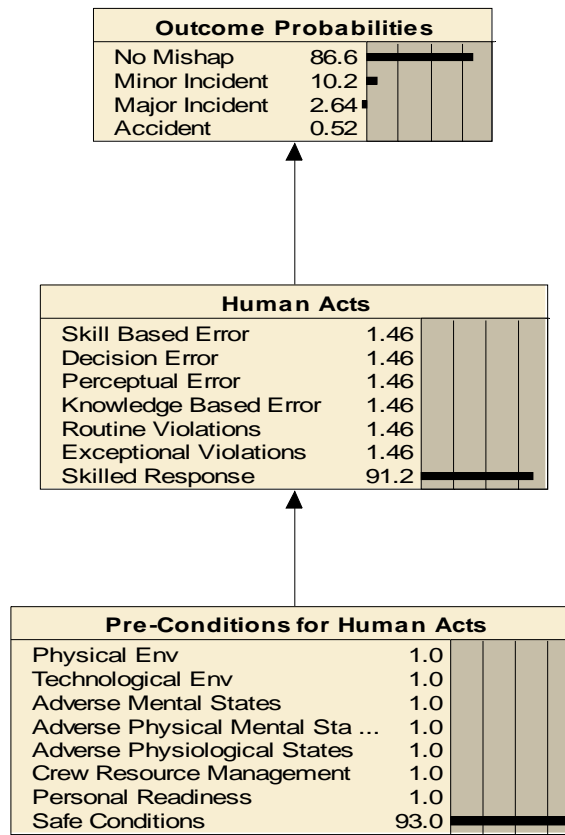 Outcome Probabilities
No Mishap 86.6
Minor Incident 10.2
Major Incident 2.64
Accident 0.52
Human Acts
Skill Based Error 1.46
Decision Error 1.46
Perceptual Error 1.46
Knowledge Based Error 1.46
Routine Violations 1.46
Exceptional Violations 1.46
Skilled Response 91.2
Pre-Conditions for Human Acts
Physical Env 1.0
Technological Env 1.0
Adverse Mental States 1.0
Adverse Physical Mental Sta ... 1.0
Adverse Physiological States 1.0
Crew Resource Management 1.0
Personal Readiness 1.0
Safe Conditions 93.0